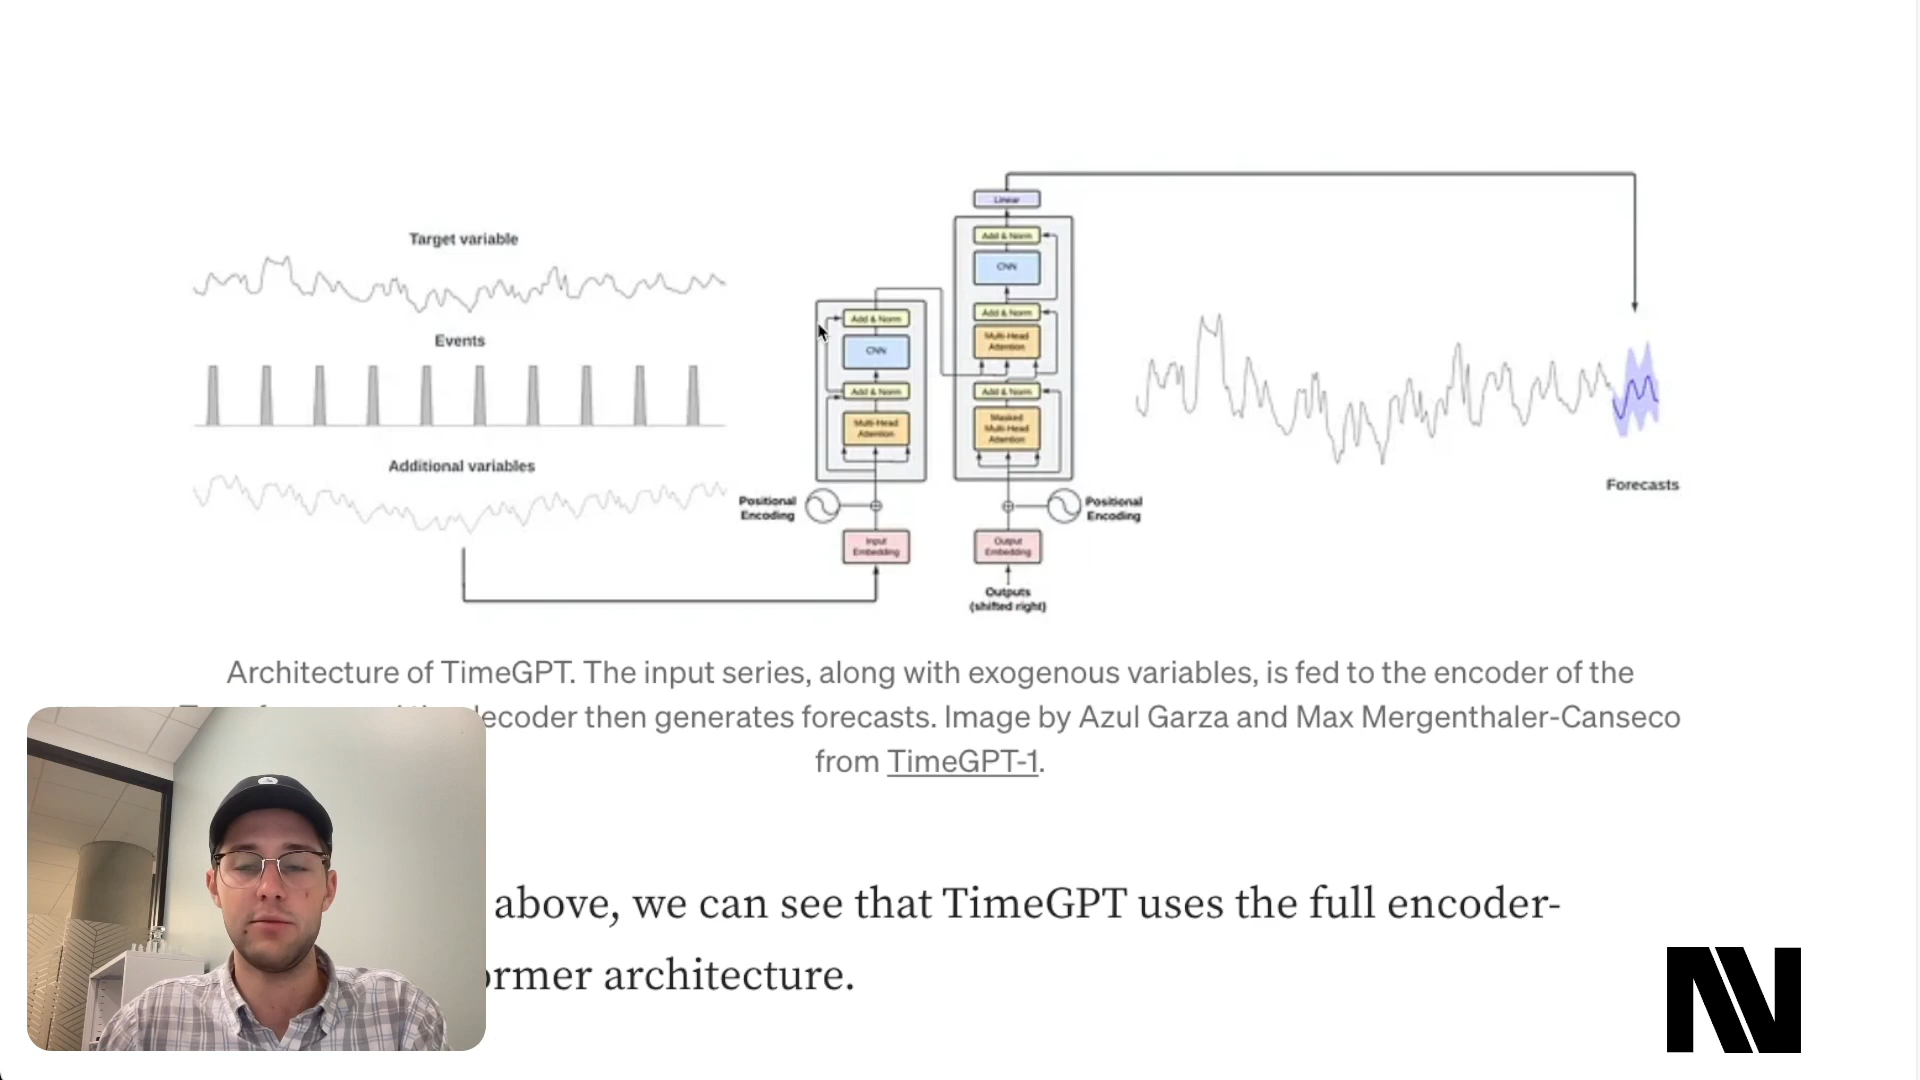 Target variable
Events
Additional variables
Positional
Encoding
Add & Norm
CNN
Add & Norm
Multi-Head
Attention
Input
Embedding
Linear
Add & Norm
CNN
Add & Norm
Multi-Head
Attention
Add & Norm
Masked
Multi-Head
Attention
Positional
Encoding
Output
Embedding
Outputs
(shifted right)
Forecasts
Architecture of TimeGPT. The input series, along with exogenous variables, is fed to the encoder of the
decoder then generates forecasts. Image by Azul Garza and Max Mergenthaler-Canseco
from TimeGPT-1.
above, we can see that TimeGPT uses the full encoder-
ormer architecture.